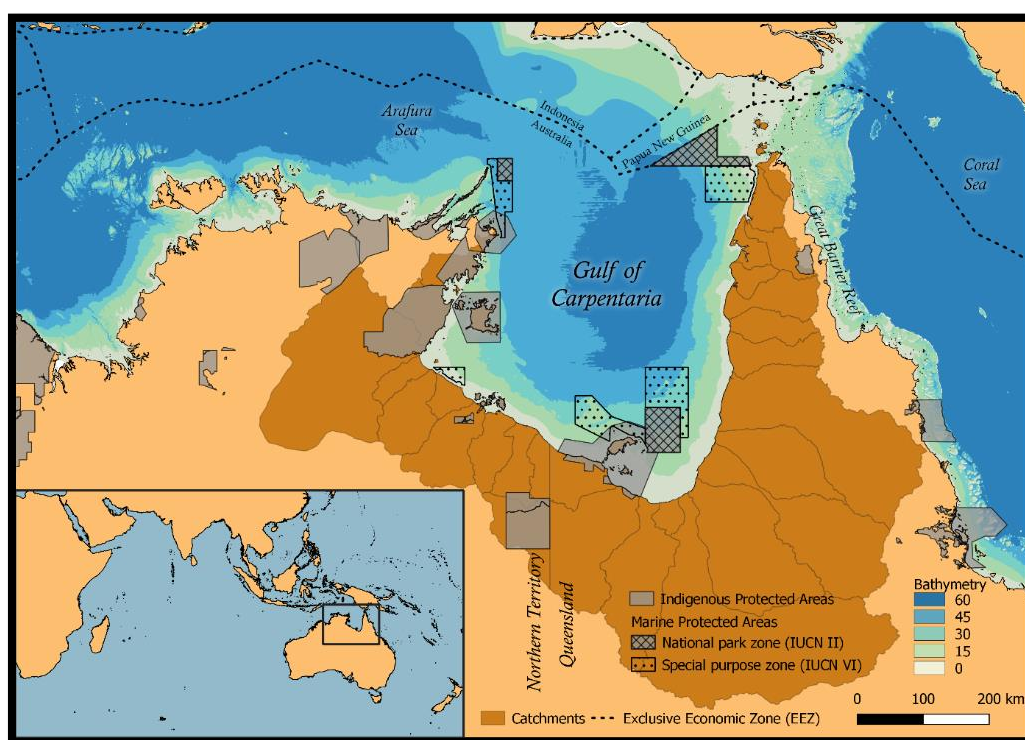 Arafura
Sea
Indonesia
Australia
Papua New Guinea
Coral
Sea
Great Barrier Reef
Gulf of
Carpentaria
Northern Territory
Queensland
Indigenous Protected Areas
Marine Protected Areas
National park zone (IUCN II)
Special purpose zone (IUCN VI)
Catchments
Exclusive Economic Zone (EEZ)
Bathymetry
60
45
30
15
0
0 100 200 km